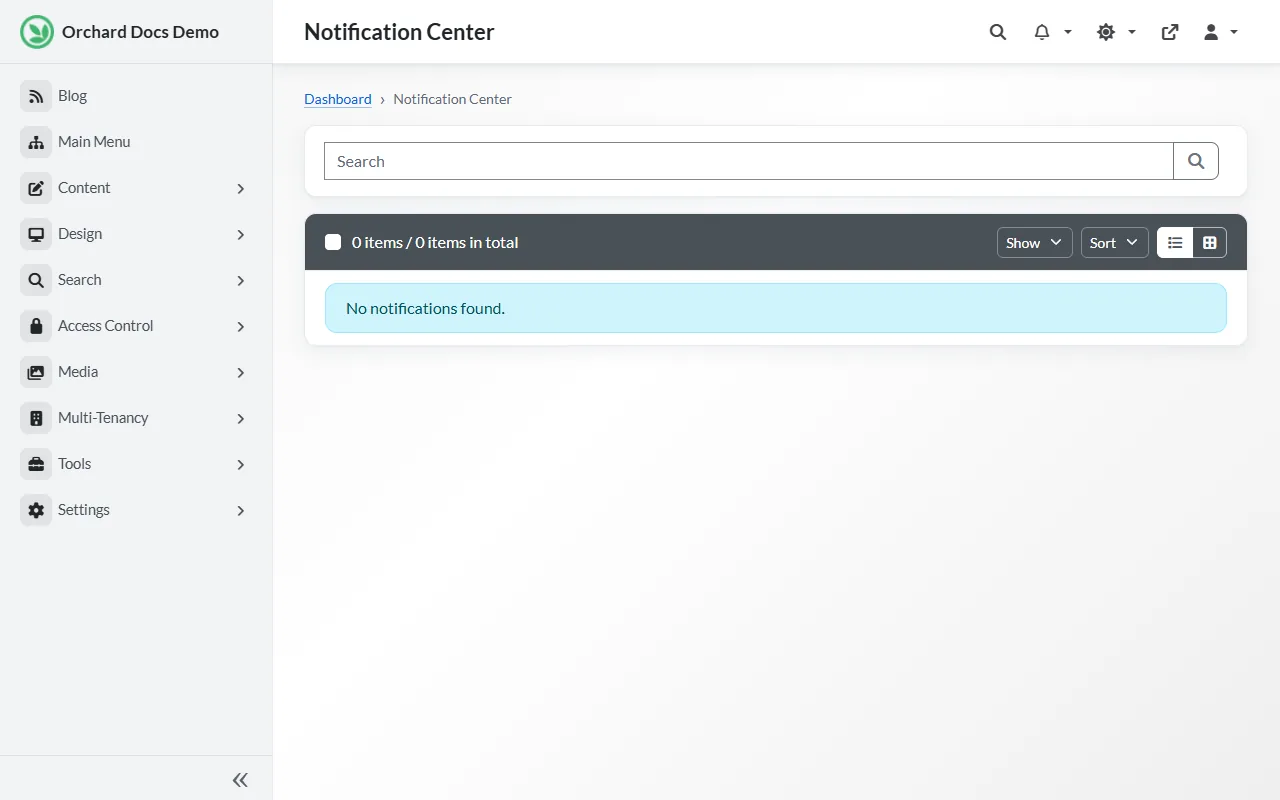 Orchard Docs Demo
Notification Center
Blog
Main Menu
Content
Design
Search
Access Control
Media
Multi-Tenancy
Tools
Settings
Dashboard › Notification Center
Search
0 items / 0 items in total
Show
Sort
No notifications found.